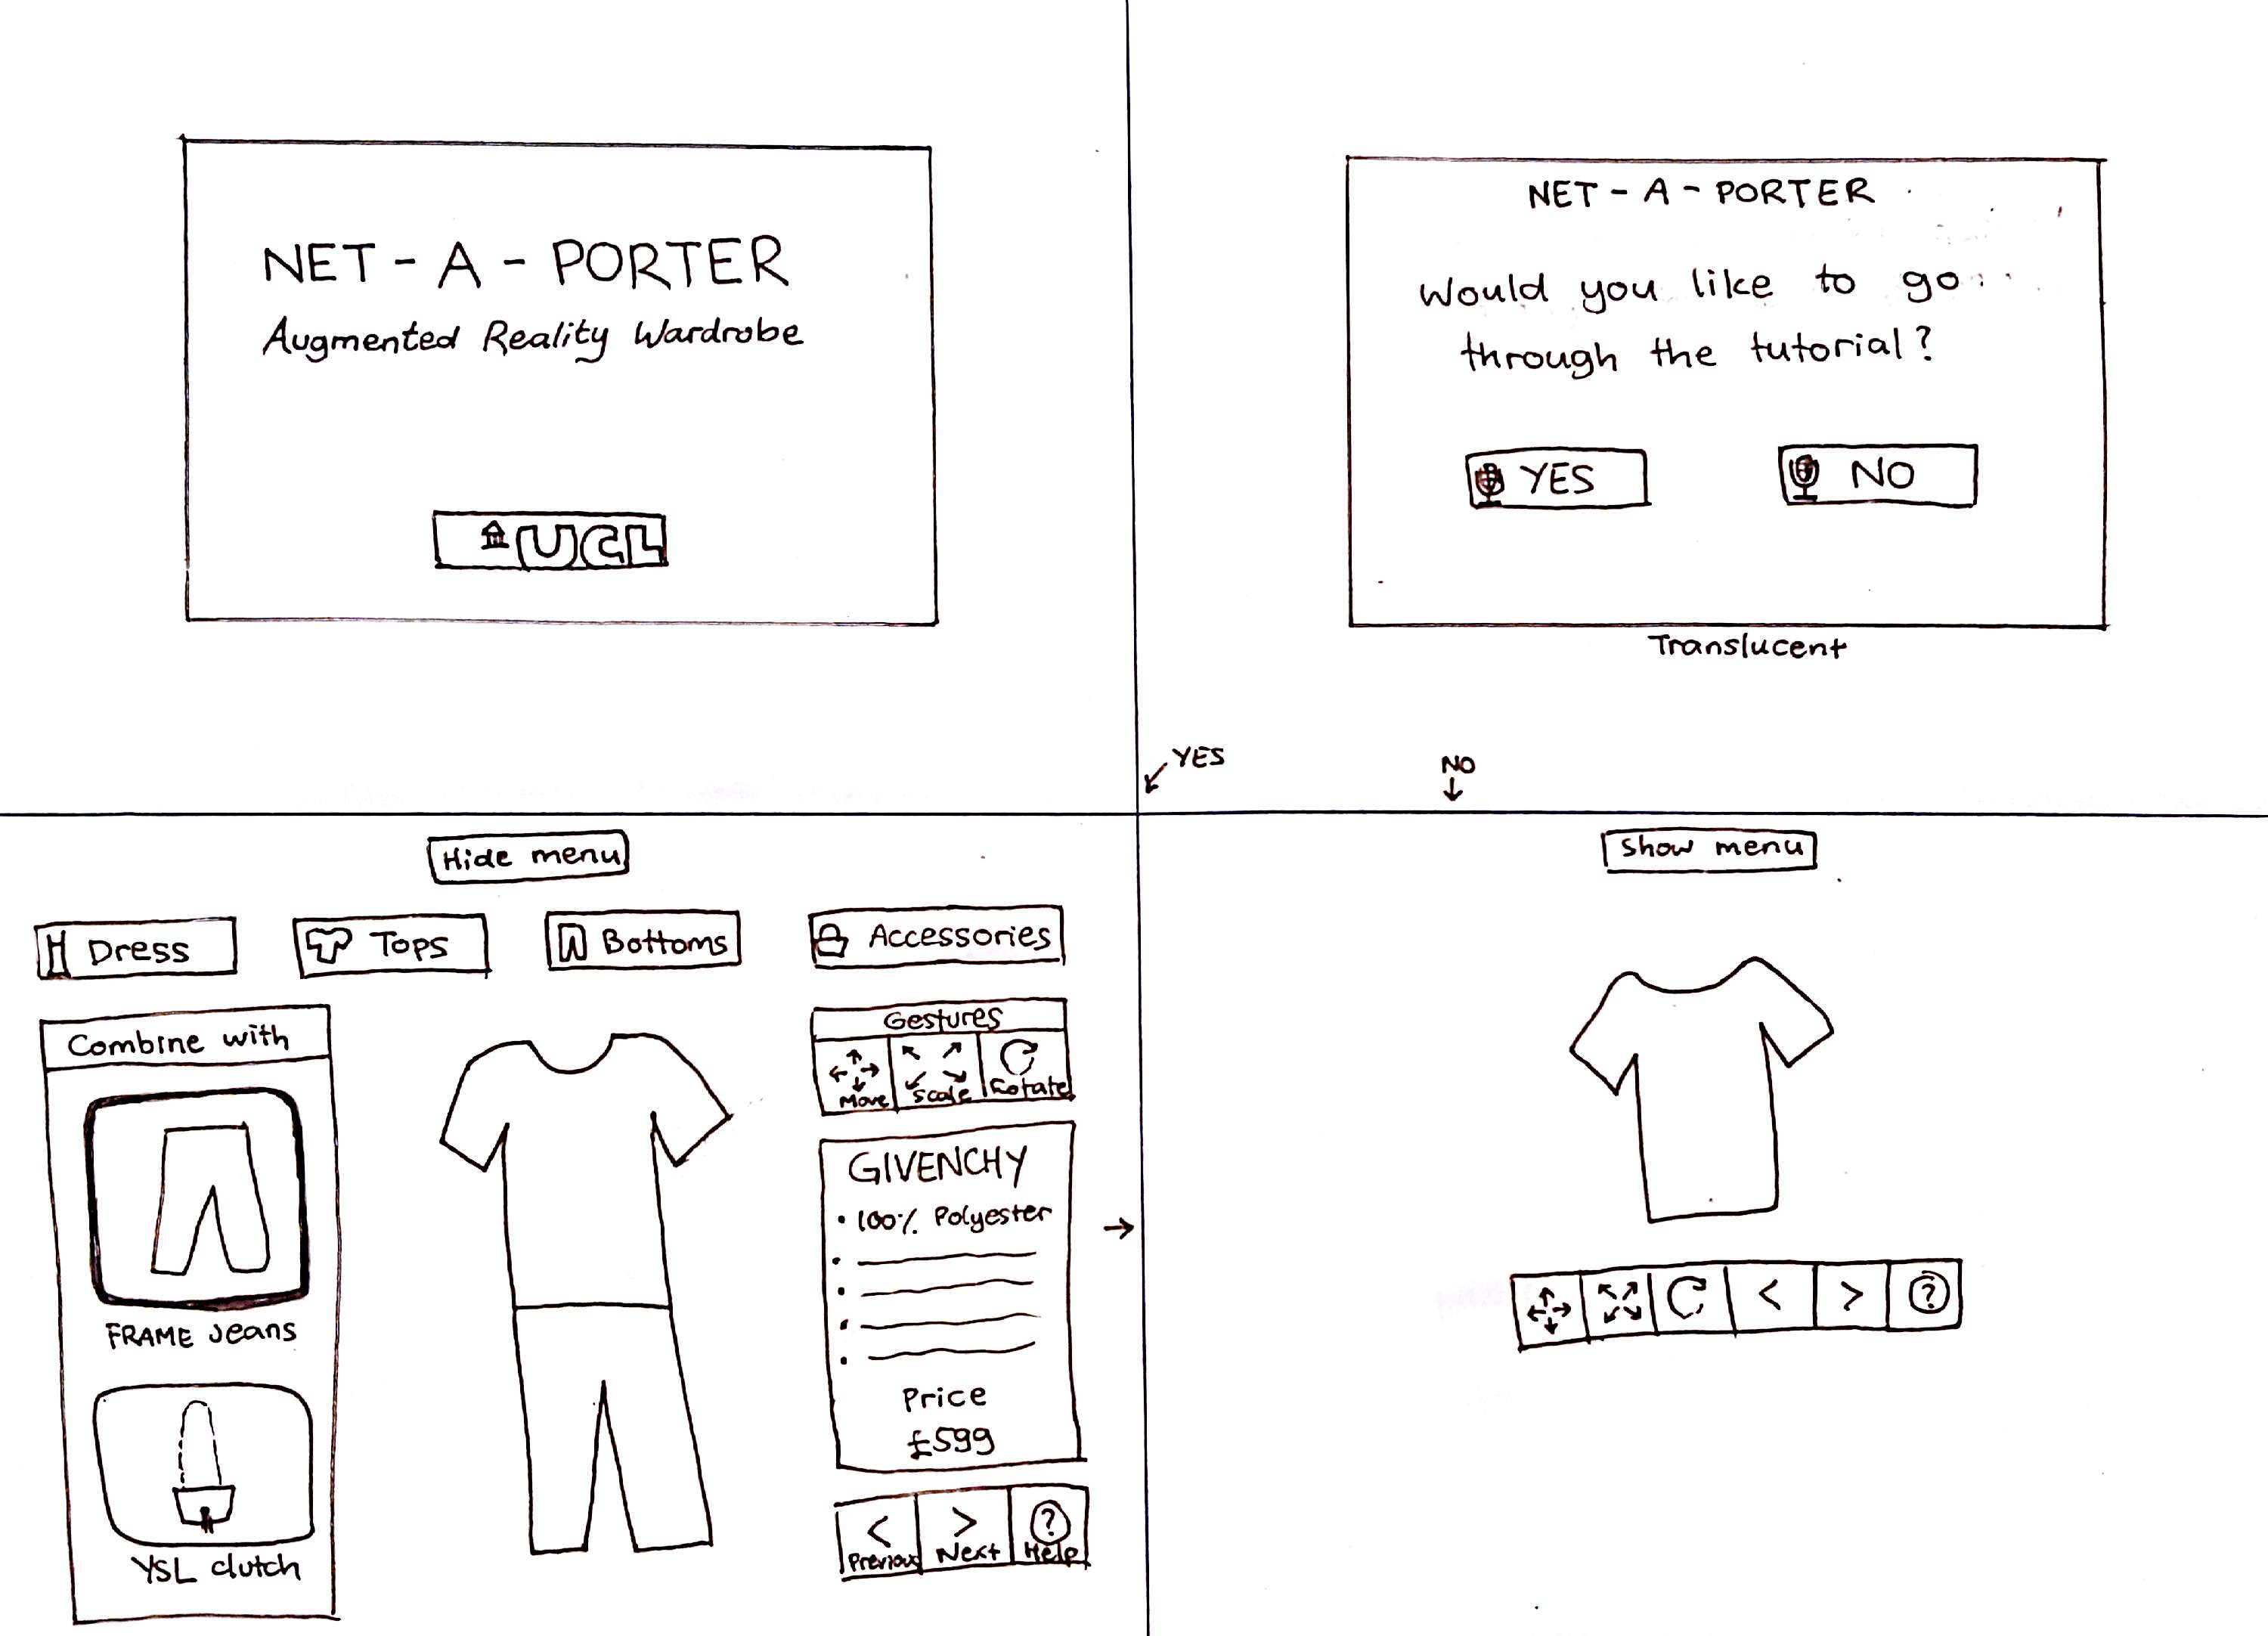 NET-A-PORTER
Augmented Reality Wardrobe
UCL
NET-A-PORTER
Would you like to go
through the tutorial?
YES
NO
Translucent
YES
NO
Hide menu
Dress
Tops
Bottoms
Accessories
Combine with
FRAME Jeans
YSL clutch
Gestures
Move
Scale
Rotate
GIVENCHY
• 100% Polyester
Price
£599
<
Previous
>
Next
?
Help
Show menu
<
>
?